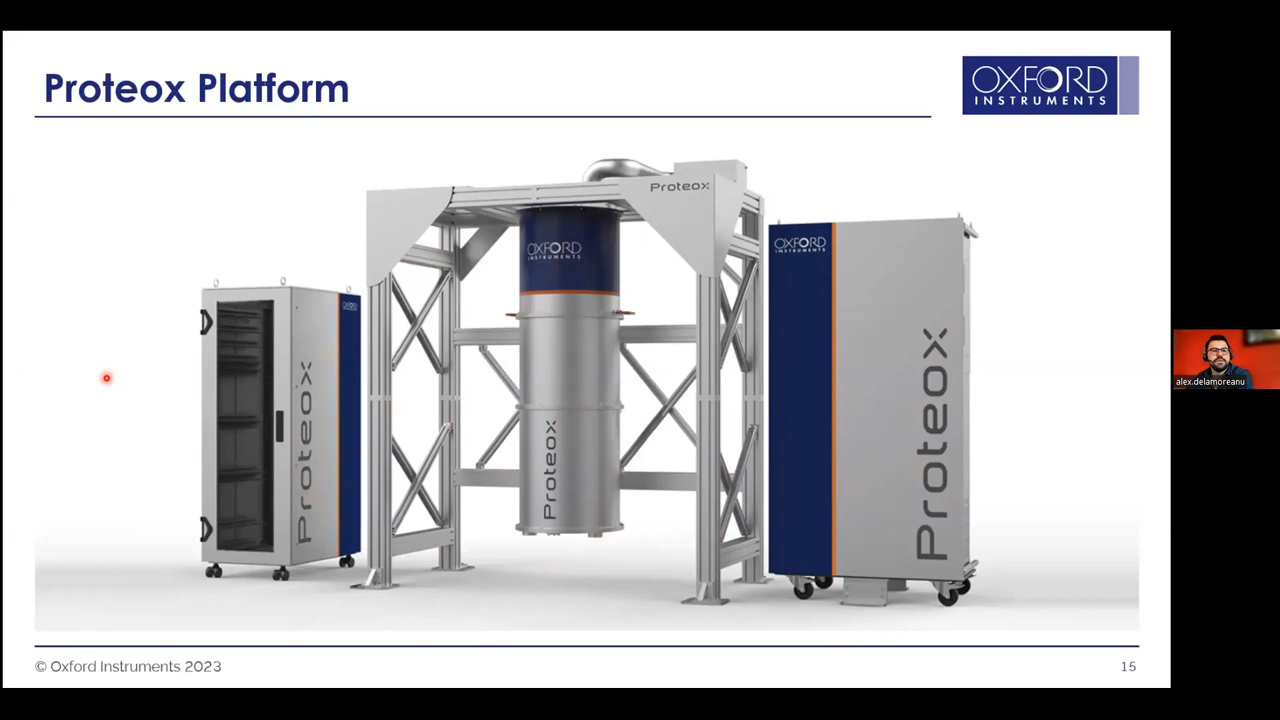 Proteox Platform
OXFORD
INSTRUMENTS
Proteox
OXFORD
INSTRUMENTS
OXFORD
INSTRUMENTS
Proteox
Proteox
Proteox
alex.delamoreanu
© Oxford Instruments 2023
15